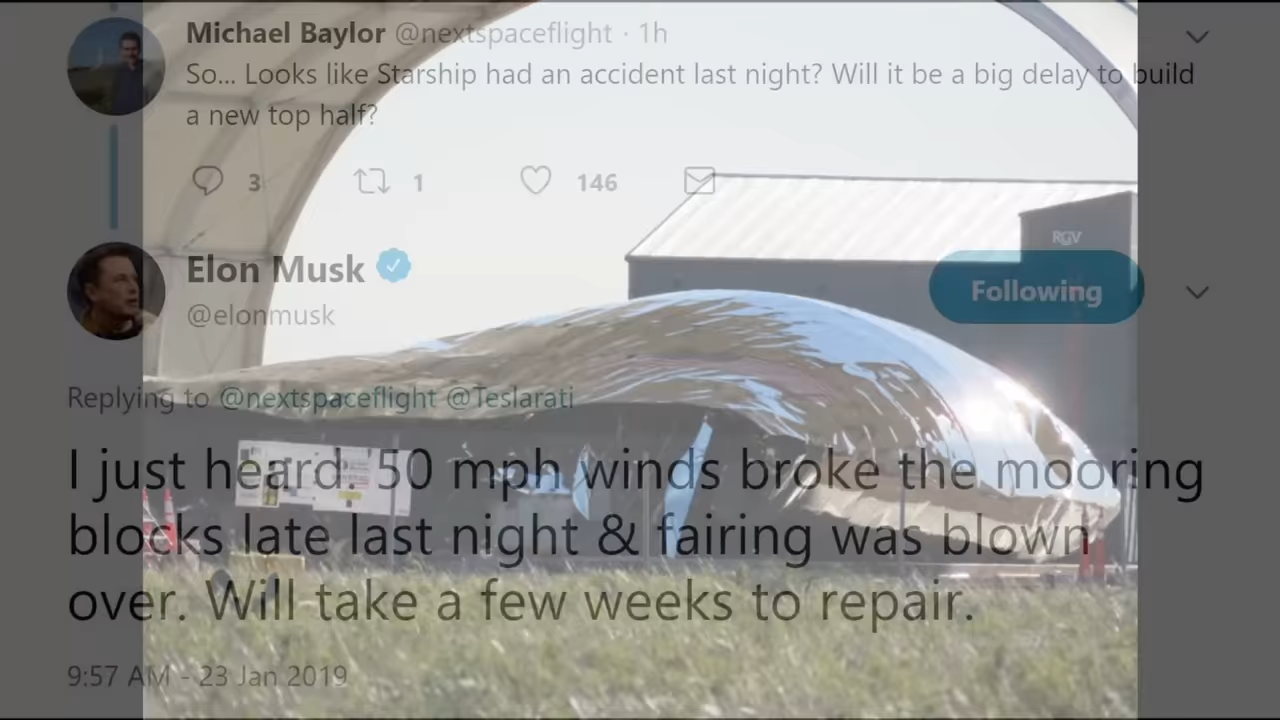 Michael Baylor @nextspaceflight · 1h
So... Looks like Starship had an accident last night? Will it be a big delay to build
a new top half?
3 1 146
Elon Musk
@elonmusk
Following
RGV
Replying to @nextspaceflight @Teslarati
I just heard. 50 mph winds broke the mooring
blocks late last night & fairing was blown
over. Will take a few weeks to repair.
9:57 AM - 23 Jan 2019